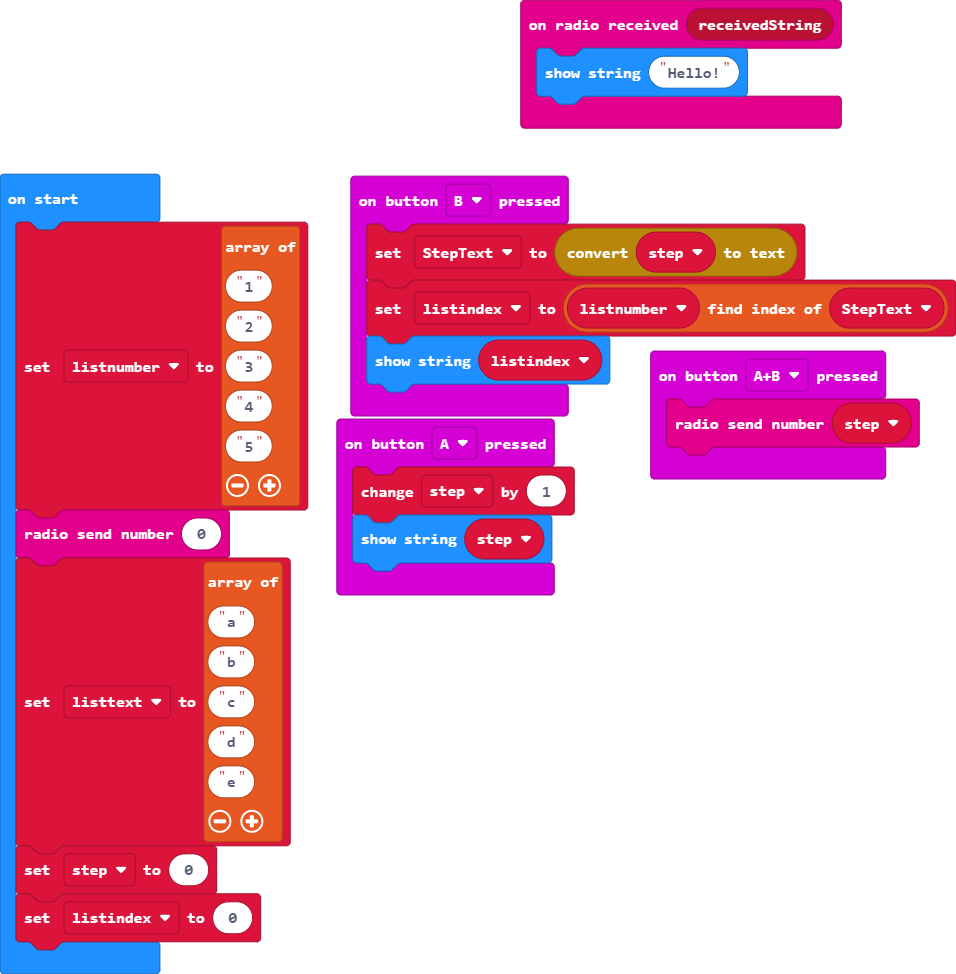 on radio received receivedString
show string "Hello!"
on start
set listnumber to array of
"1"
"2"
"3"
"4"
"5"
radio send number 0
set listtext to array of
"a"
"b"
"c"
"d"
"e"
set step to 0
set listindex to 0
on button B pressed
set StepText to convert step to text
set listindex to listnumber find index of StepText
show string listindex
on button A pressed
change step by 1
show string step
on button A+B pressed
radio send number step